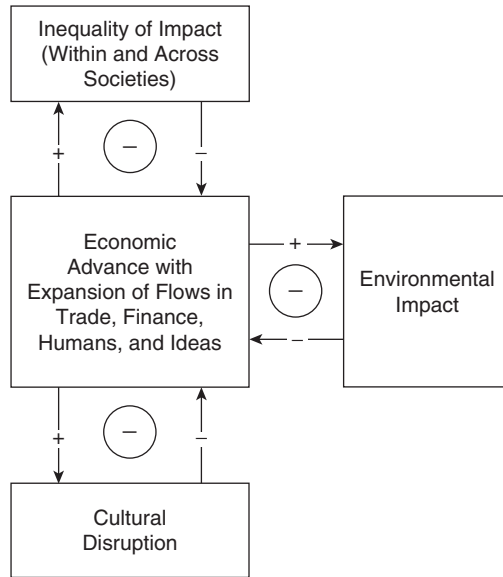 Inequality of Impact
(Within and Across
Societies)
−
+
−
Economic
Advance with
Expansion of Flows in
Trade, Finance,
Humans, and Ideas
+
−
−
Environmental
Impact
−
+
−
Cultural
Disruption